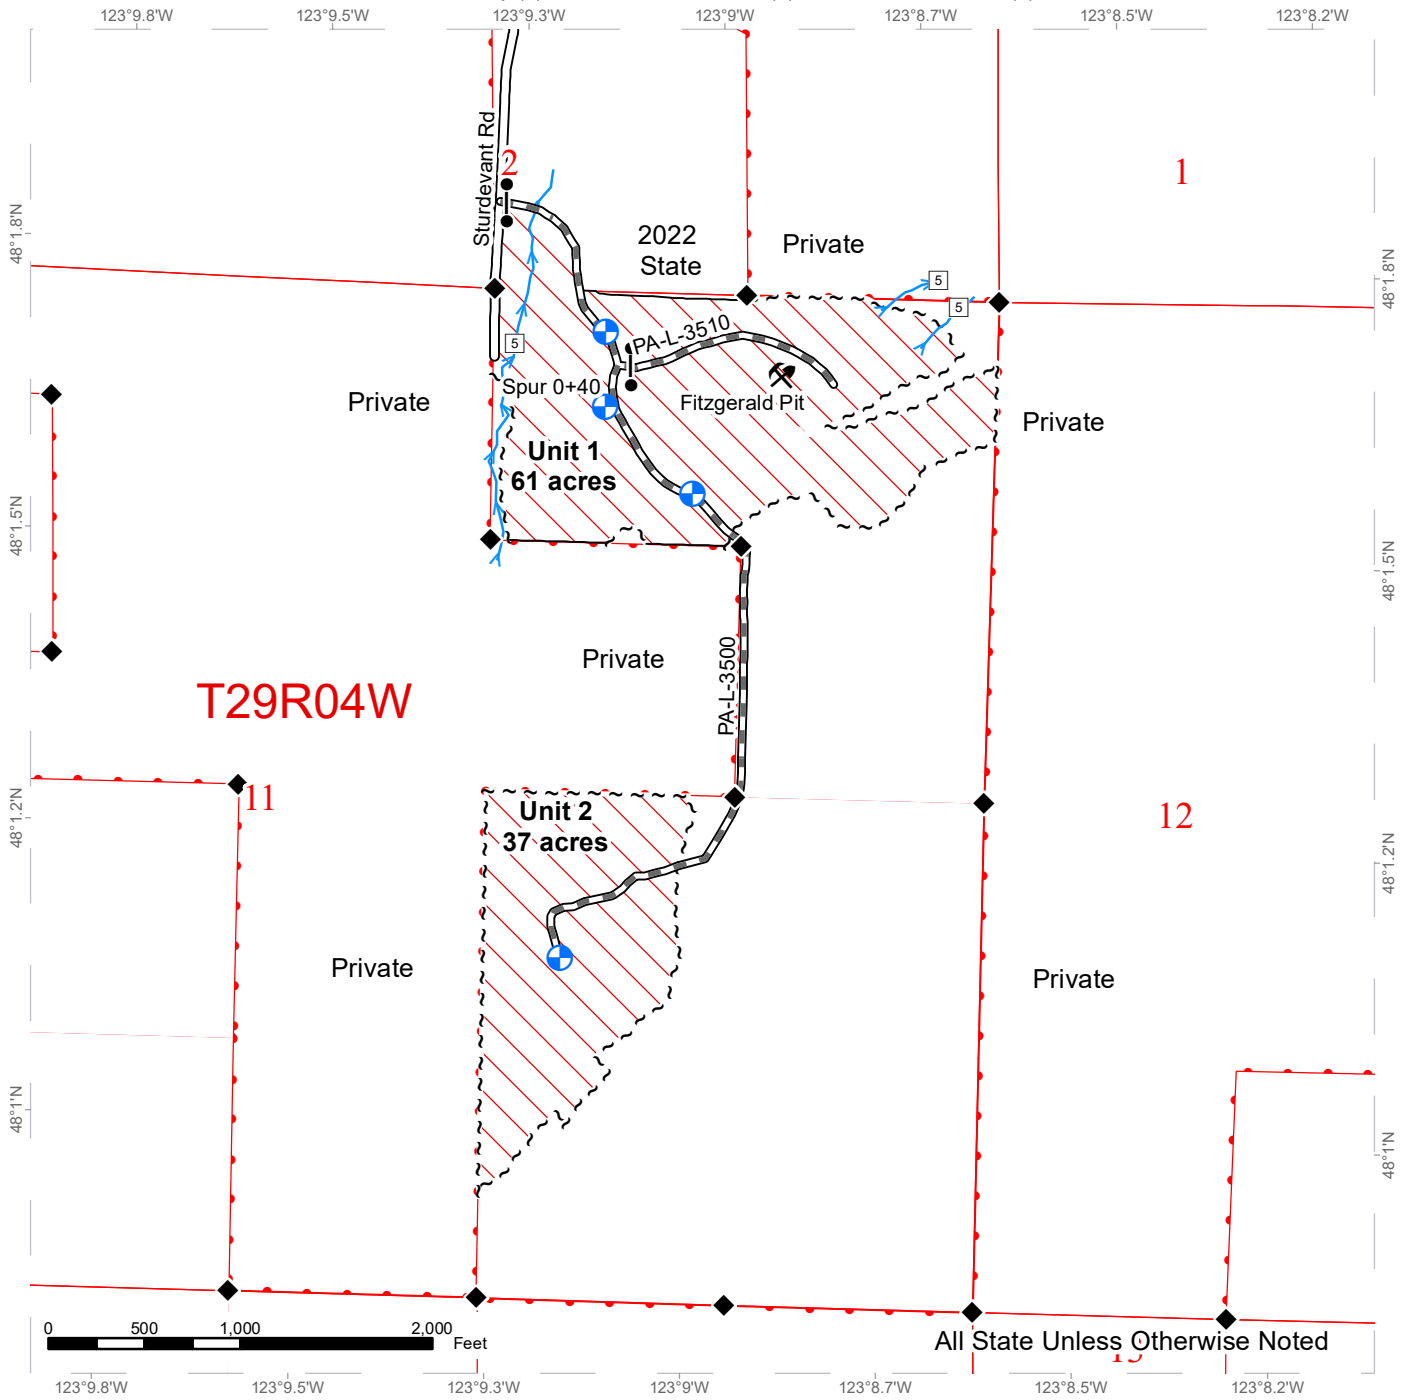 123°9.8'W
123°9.5'W
123°9.3'W
123°9'W
123°8.7'W
123°8.5'W
123°8.2'W
Sturdevant Rd
2
1
48°1.8'N
2022
State
Private
48°1.8'N
5
5
5
PA-L-3510
Spur 0+40
Fitzgerald Pit
Private
Private
Unit 1
61 acres
48°1.5'N
48°1.5'N
Private
PA-L-3500
T29R04W
11
Unit 2
37 acres
12
48°1.2'N
48°1.2'N
Private
Private
48°1'N
48°1'N
0
500
1,000
2,000
Feet
All State Unless Otherwise Noted
123°9.8'W
123°9.5'W
123°9.3'W
123°9'W
123°8.7'W
123°8.5'W
123°8.2'W